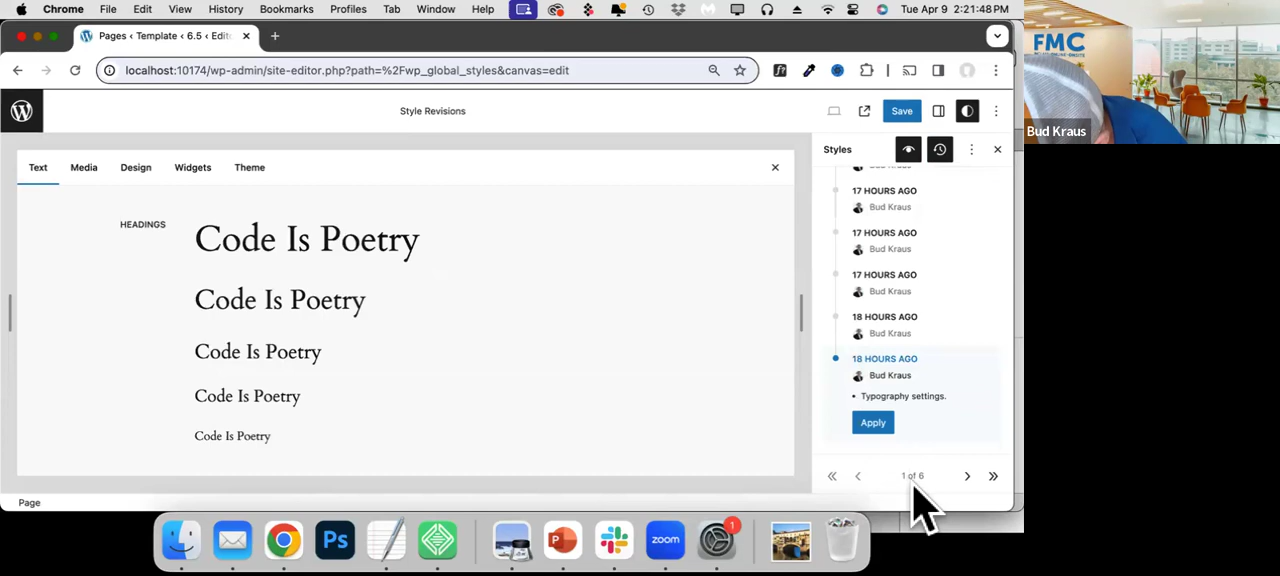 Chrome File Edit View History Bookmarks Profiles Tab Window Help Tue Apr 9 2:21:48 PM
Pages ‹ Template ‹ 6.5 ‹ Edit
localhost:10174/wp-admin/site-editor.php?path=%2Fwp_global_styles&canvas=edit
Style Revisions
Save
Text Media Design Widgets Theme
Styles
HEADINGS
Code Is Poetry
Code Is Poetry
Code Is Poetry
Code Is Poetry
Code Is Poetry
Bud Kraus
17 HOURS AGO
Bud Kraus
17 HOURS AGO
Bud Kraus
17 HOURS AGO
Bud Kraus
18 HOURS AGO
Bud Kraus
18 HOURS AGO
Bud Kraus
• Typography settings.
Apply
« ‹ 1 of 6 › »
Page
Ps
zoom
1
FMC
Bud Kraus